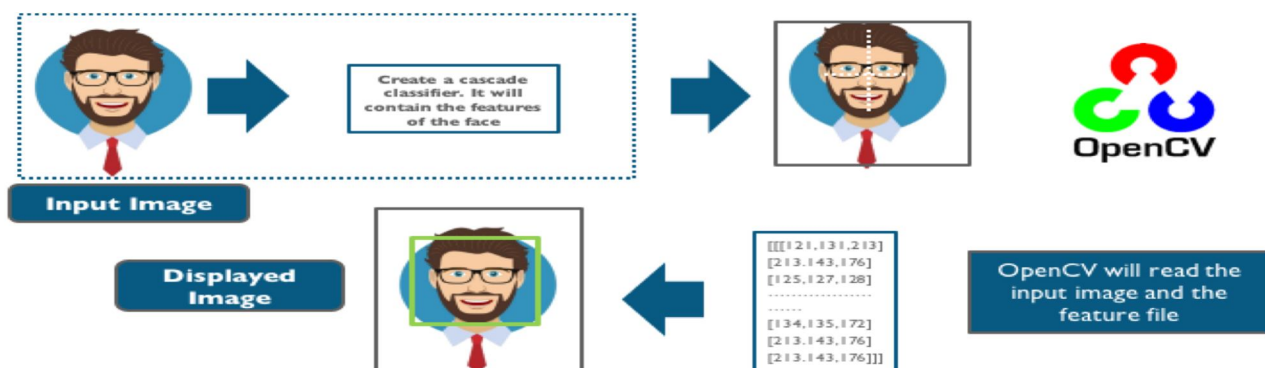 Create a cascade
classifier. It will
contain the features
of the face
OpenCV
Input Image
Displayed
Image
[[[121,131,213]
[213.143,176]
[125,127,128]
------------------
------
[134,135,172]
[213.143,176]
[213.143,176]]]
OpenCV will read the
input image and the
feature file